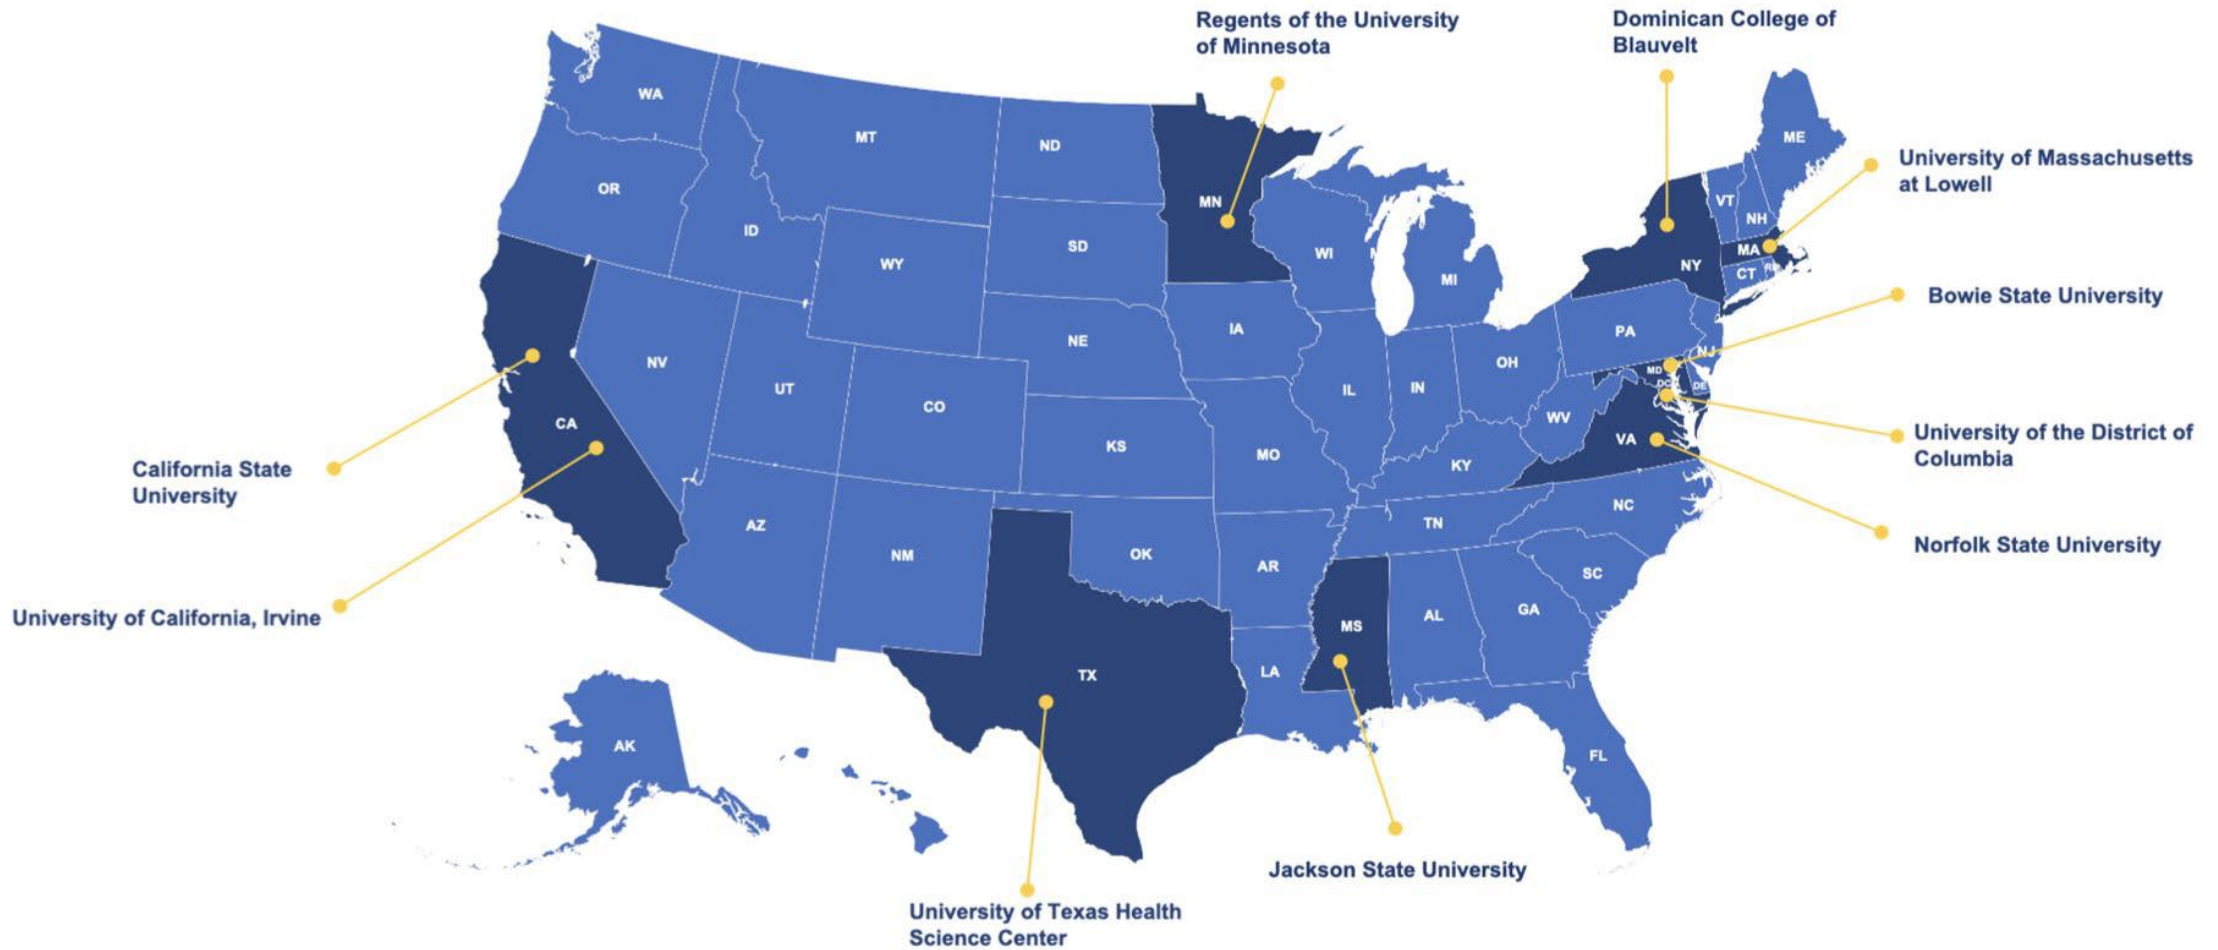 Regents of the University
of Minnesota
Dominican College of
Blauvelt
University of Massachusetts
at Lowell
Bowie State University
University of the District of
Columbia
Norfolk State University
Jackson State University
University of Texas Health
Science Center
University of California, Irvine
California State
University
WA
MT
ND
MN
ME
OR
ID
SD
WY
WI
MI
VT
NH
NY
MA
CT
RI
NV
UT
CO
NE
IA
IL
IN
OH
PA
NJ
MD
DC
DE
WV
VA
CA
KS
MO
KY
AZ
NM
OK
AR
TN
NC
SC
TX
LA
MS
AL
GA
FL
AK